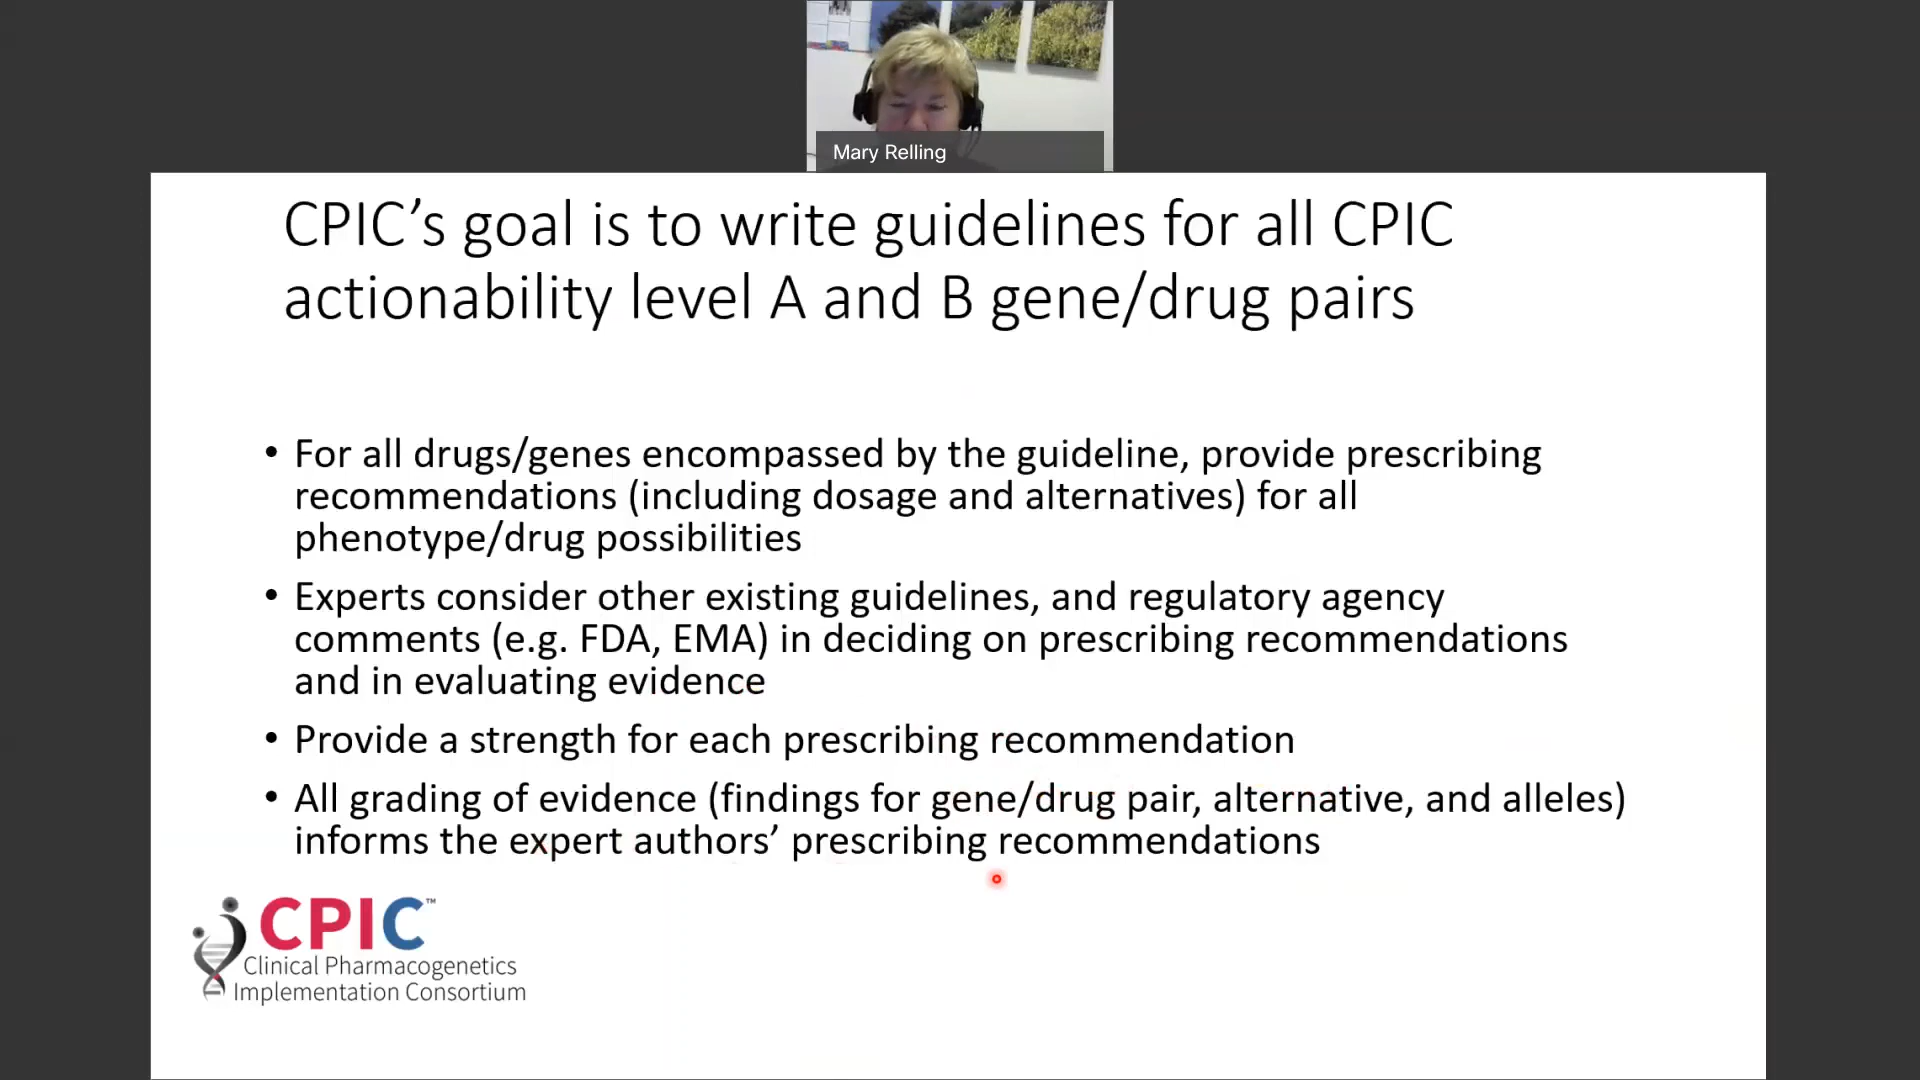 Mary Relling
CPIC’s goal is to write guidelines for all CPIC
actionability level A and B gene/drug pairs
• For all drugs/genes encompassed by the guideline, provide prescribing
recommendations (including dosage and alternatives) for all
phenotype/drug possibilities
• Experts consider other existing guidelines, and regulatory agency
comments (e.g. FDA, EMA) in deciding on prescribing recommendations
and in evaluating evidence
• Provide a strength for each prescribing recommendation
• All grading of evidence (findings for gene/drug pair, alternative, and alleles)
informs the expert authors’ prescribing recommendations
CPIC™
Clinical Pharmacogenetics
Implementation Consortium